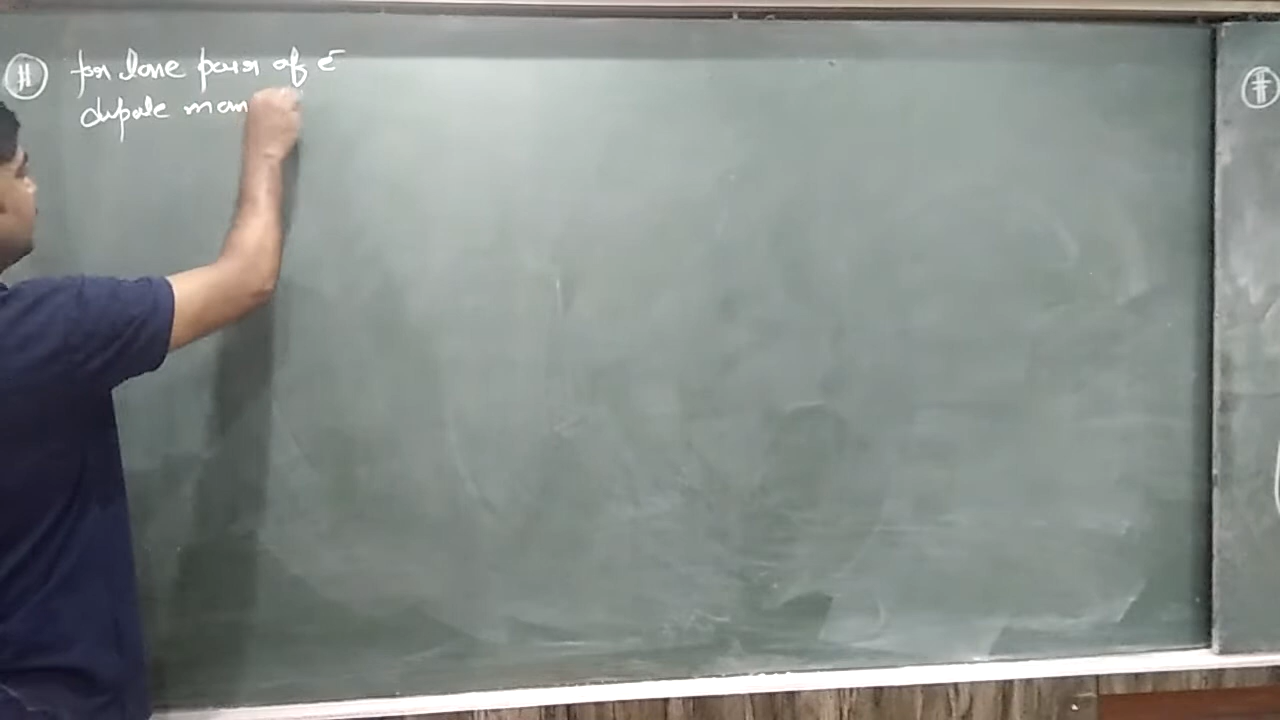 # for lone pair of e⁻
dipole mom
#